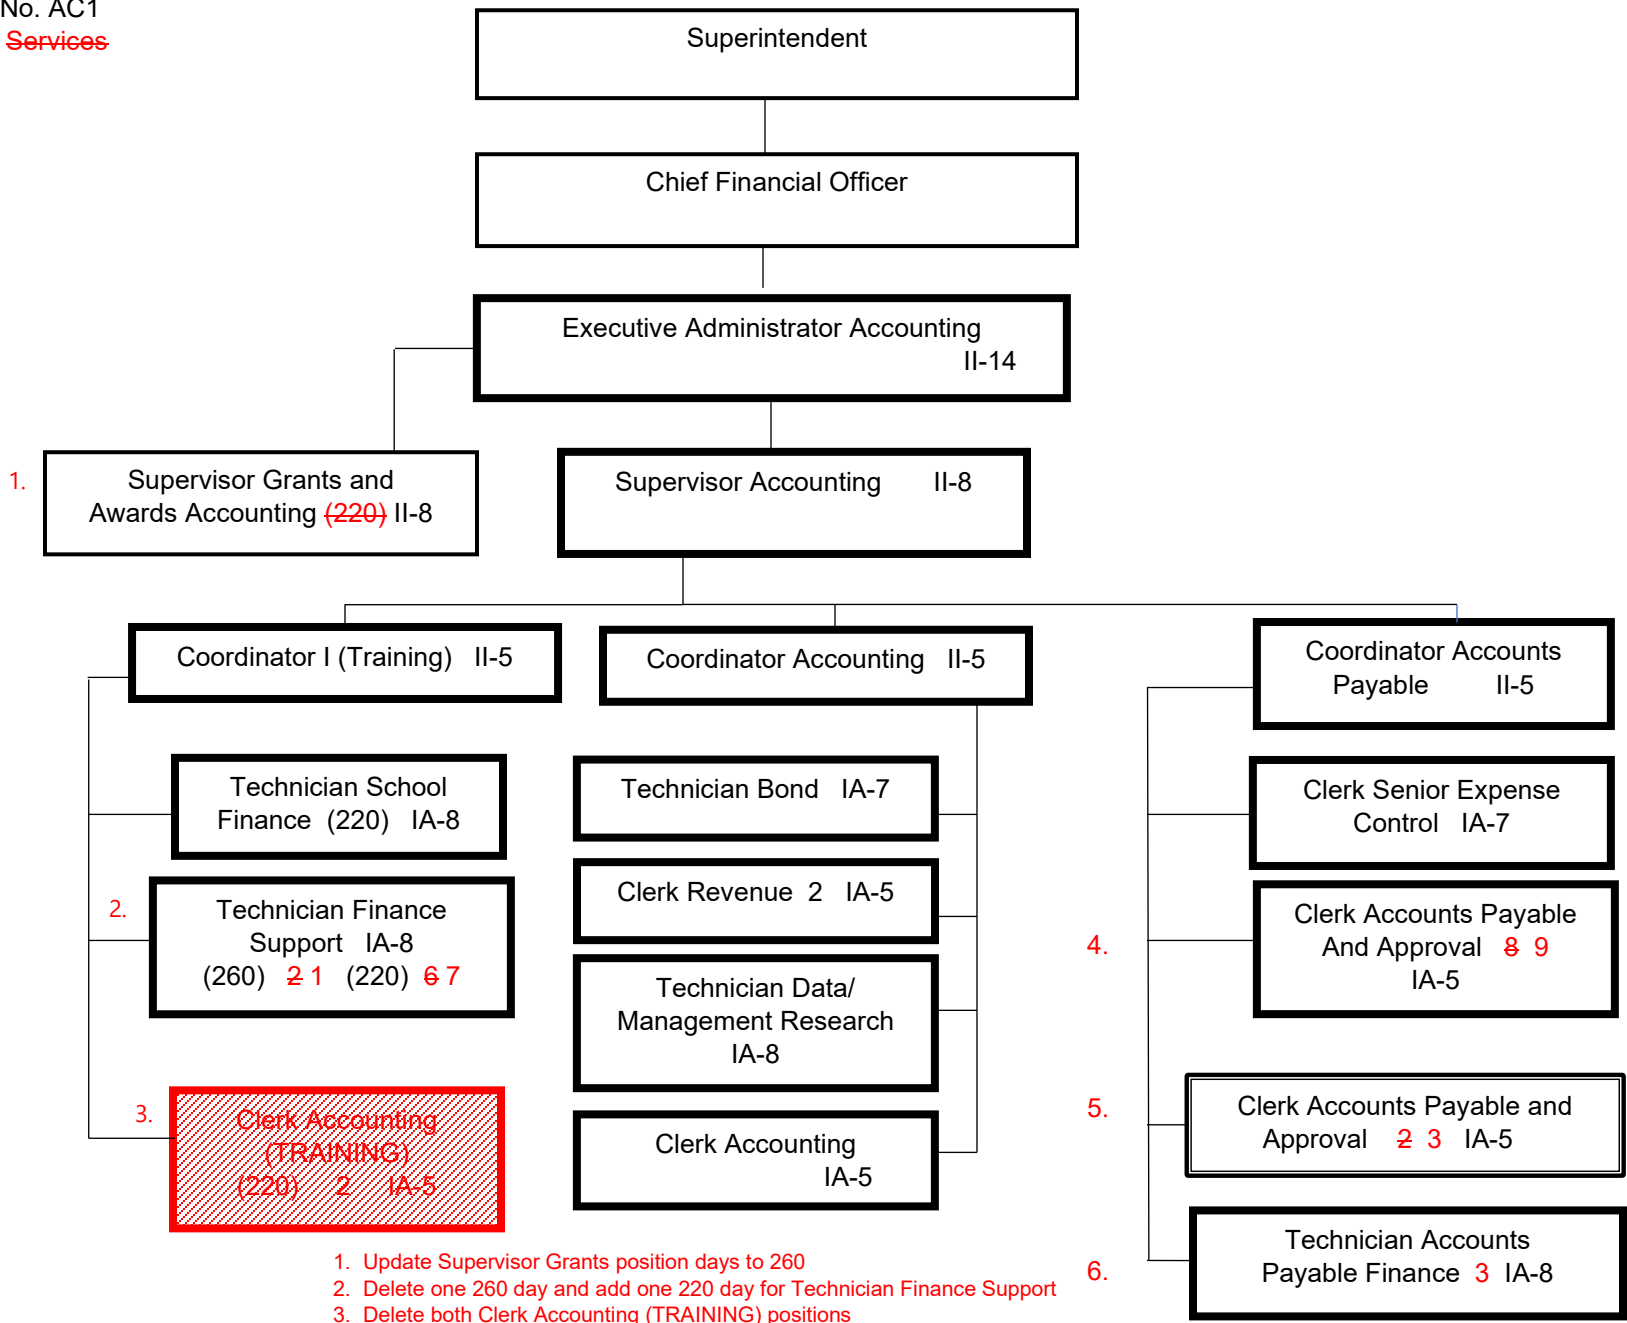 No. AC1
Services
Superintendent
Chief Financial Officer
Executive Administrator Accounting
II-14
1.
Supervisor Grants and
Awards Accounting (220) II-8
Supervisor Accounting II-8
Coordinator I (Training) II-5
Technician School
Finance (220) IA-8
2.
Technician Finance
Support IA-8
(260) 2 1 (220) 6 7
3.
Clerk Accounting
(TRAINING)
(220) 2 IA-5
Coordinator Accounting II-5
Technician Bond IA-7
Clerk Revenue 2 IA-5
Technician Data/
Management Research
IA-8
Clerk Accounting
IA-5
Coordinator Accounts
Payable II-5
Clerk Senior Expense
Control IA-7
4.
Clerk Accounts Payable
And Approval 8 9
IA-5
5.
Clerk Accounts Payable and
Approval 2 3 IA-5
6.
Technician Accounts
Payable Finance 3 IA-8
1. Update Supervisor Grants position days to 260
2. Delete one 260 day and add one 220 day for Technician Finance Support
3. Delete both Clerk Accounting (TRAINING) positions